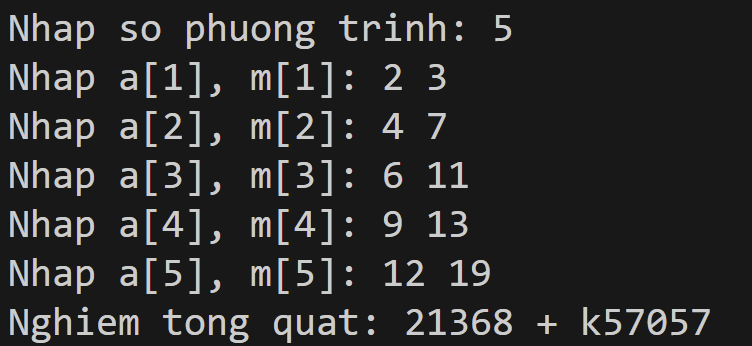 Nhap so phuong trinh: 5
Nhap a[1], m[1]: 2 3
Nhap a[2], m[2]: 4 7
Nhap a[3], m[3]: 6 11
Nhap a[4], m[4]: 9 13
Nhap a[5], m[5]: 12 19
Nghiem tong quat: 21368 + k57057